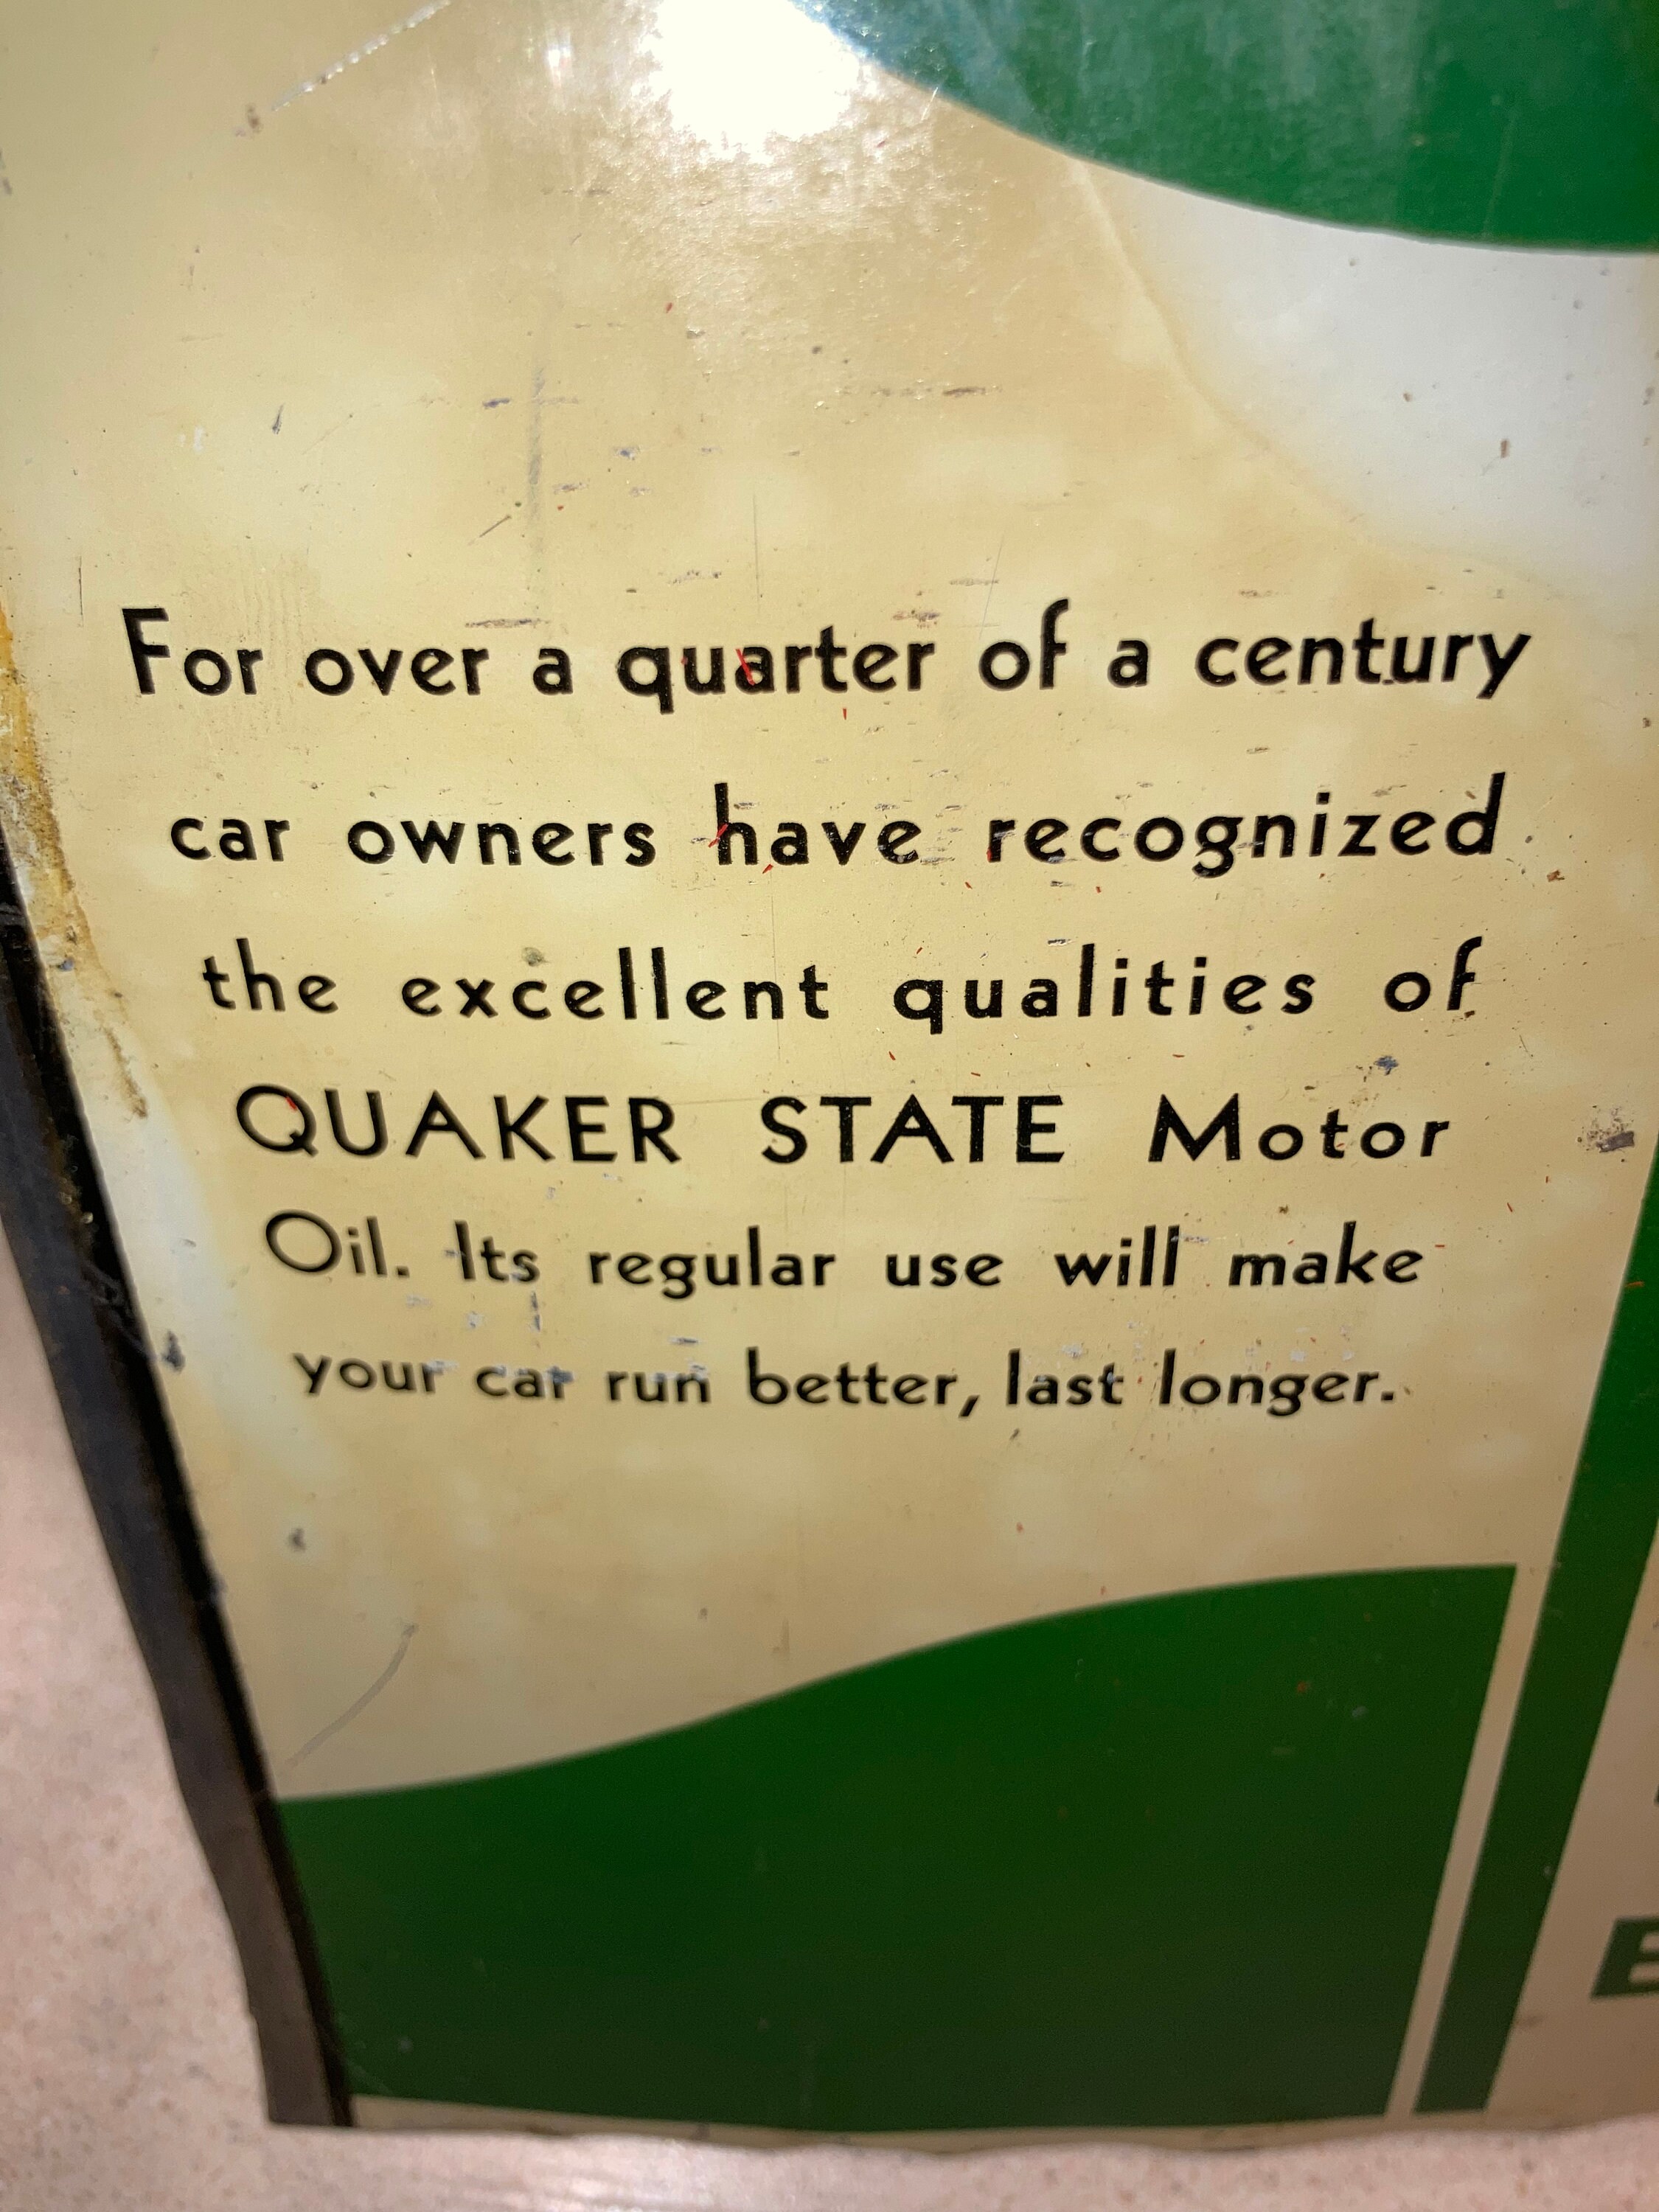 For over a quarter of a century
car owners have recognized
the excellent qualities of
QUAKER STATE Motor
Oil. Its regular use will make
your car run better, last longer.